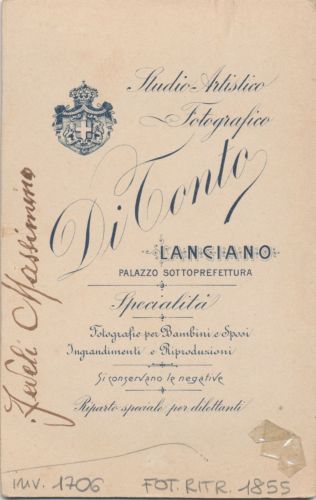 Studio Artistico
Fotografico
Di Tonto
LANCIANO
PALAZZO SOTTOPREFETTURA
Specialità
Fotografie per Bambini e Sposi
Ingrandimenti e Riproduzioni
Si conservano le negative
Riparto speciale per dilettanti
Massimino
INV. 1706
FOT. RITR. 1855